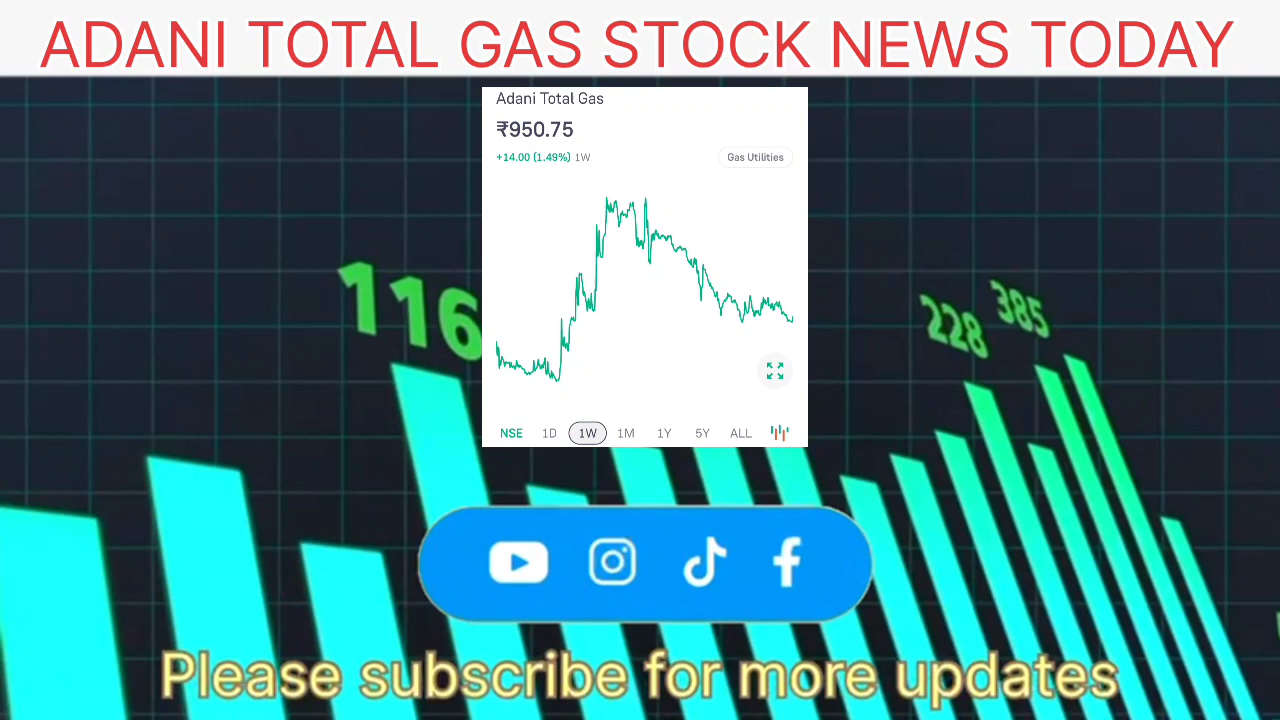 ADANI TOTAL GAS STOCK NEWS TODAY
Adani Total Gas
₹950.75
+14.00 (1.49%) 1W
Gas Utilities
116
228
385
NSE 1D 1W 1M 1Y 5Y ALL
Please subscribe for more updates